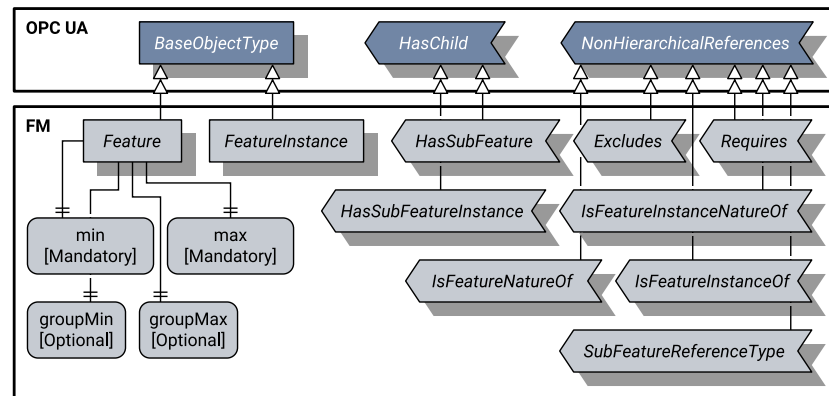 OPC UA
BaseObjectType
HasChild
NonHierarchicalReferences
FM
Feature
FeatureInstance
HasSubFeature
Excludes
Requires
HasSubFeatureInstance
IsFeatureInstanceNatureOf
min
[Mandatory]
max
[Mandatory]
IsFeatureNatureOf
IsFeatureInstanceOf
groupMin
[Optional]
groupMax
[Optional]
SubFeatureReferenceType